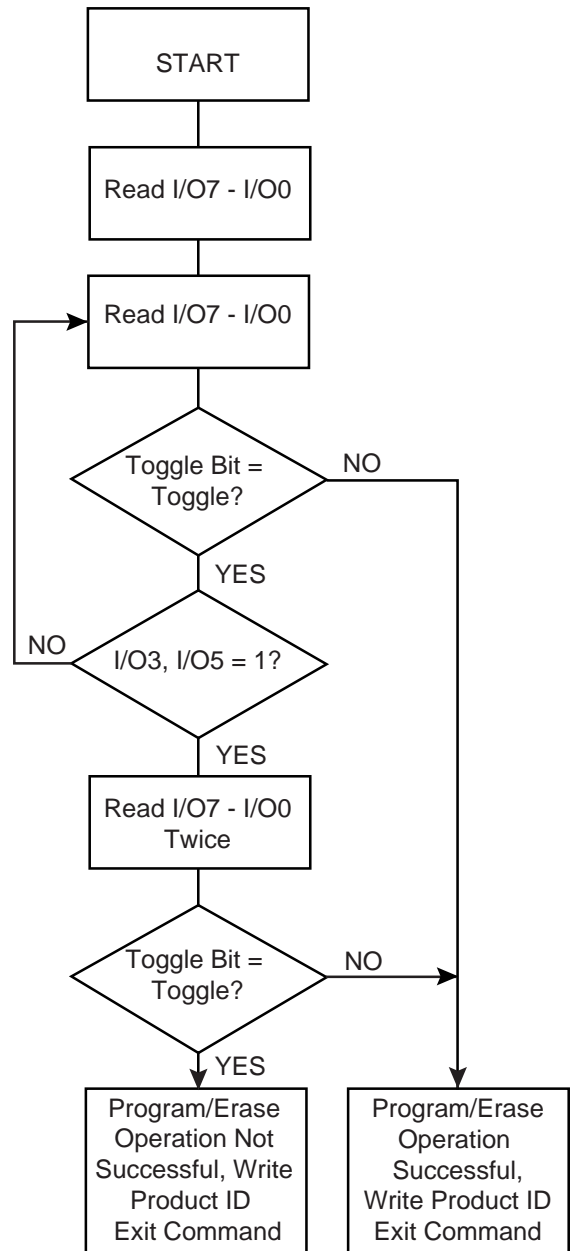 START
Read I/O7 - I/O0
Read I/O7 - I/O0
Toggle Bit =
Toggle?
NO
YES
NO
I/O3, I/O5 = 1?
YES
Read I/O7 - I/O0
Twice
Toggle Bit =
Toggle?
NO
YES
Program/Erase
Operation Not
Successful, Write
Product ID
Exit Command
Program/Erase
Operation
Successful,
Write Product ID
Exit Command